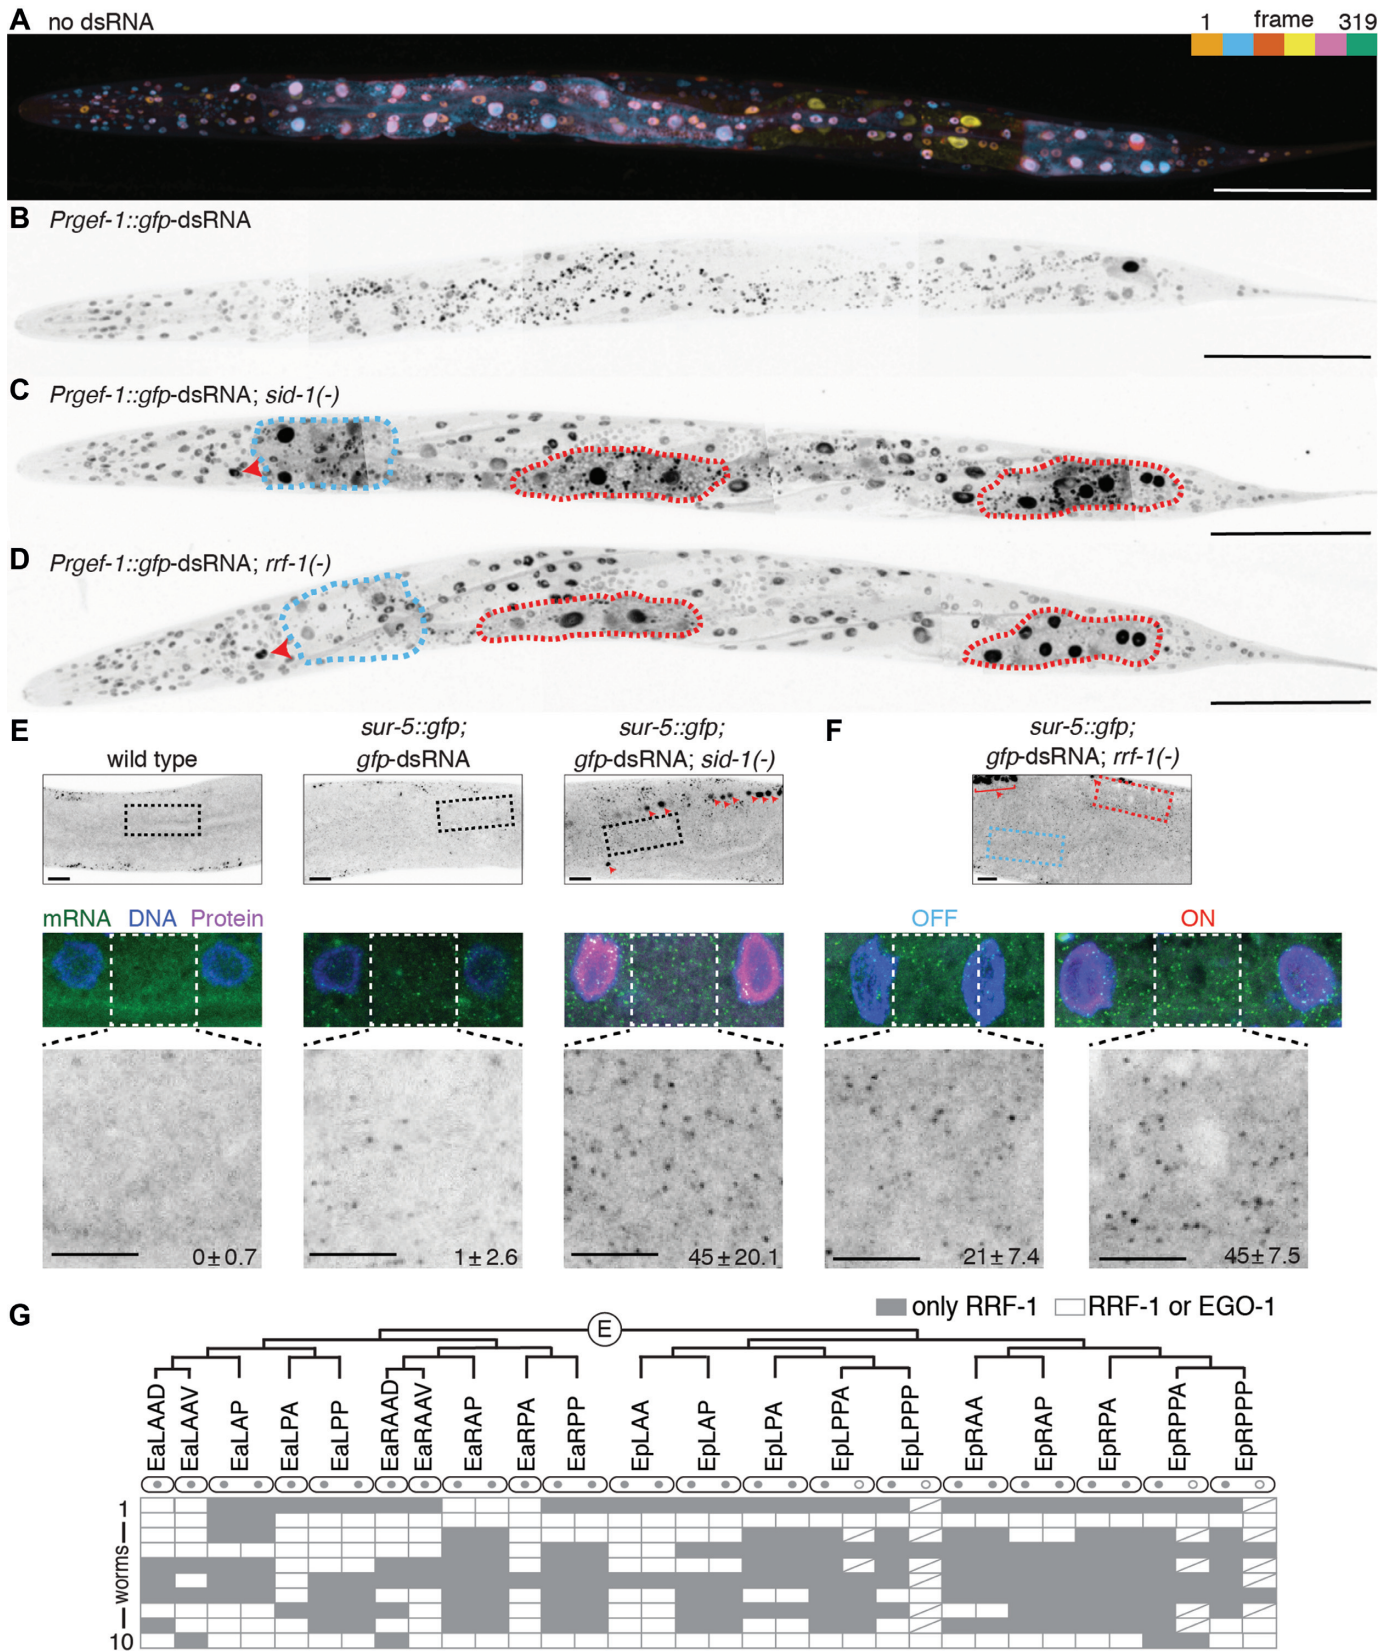 A no dsRNA 1 frame 319
B Prgef-1::gfp-dsRNA
C Prgef-1::gfp-dsRNA; sid-1(-)
D Prgef-1::gfp-dsRNA; rrf-1(-)
E sur-5::gfp; sur-5::gfp; F sur-5::gfp;
wild type gfp-dsRNA gfp-dsRNA; sid-1(-) gfp-dsRNA; rrf-1(-)
mRNA DNA Protein OFF ON
0±0.7 1±2.6 45±20.1 21±7.4 45±7.5
G only RRF-1 RRF-1 or EGO-1
E
EaLAAD EaLAAV EaLAP EaLPA EaLPP EaRAAD EaRAAV EaRAP EaRPA EaRPP EpLAA EpLAP EpLPA EpLPPA EpLPPP EpRAA EpRAP EpRPA EpRPPA EpRPPP
1
worms
10